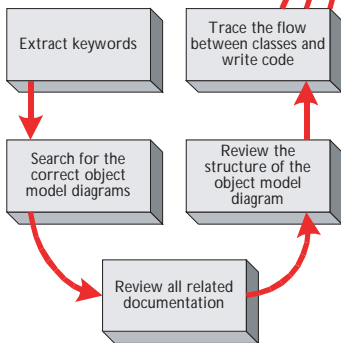 Extract keywords
Search for the
correct object
model diagrams
Review all related
documentation
Review the
structure of the
object model
diagram
Trace the flow
between classes and
write code